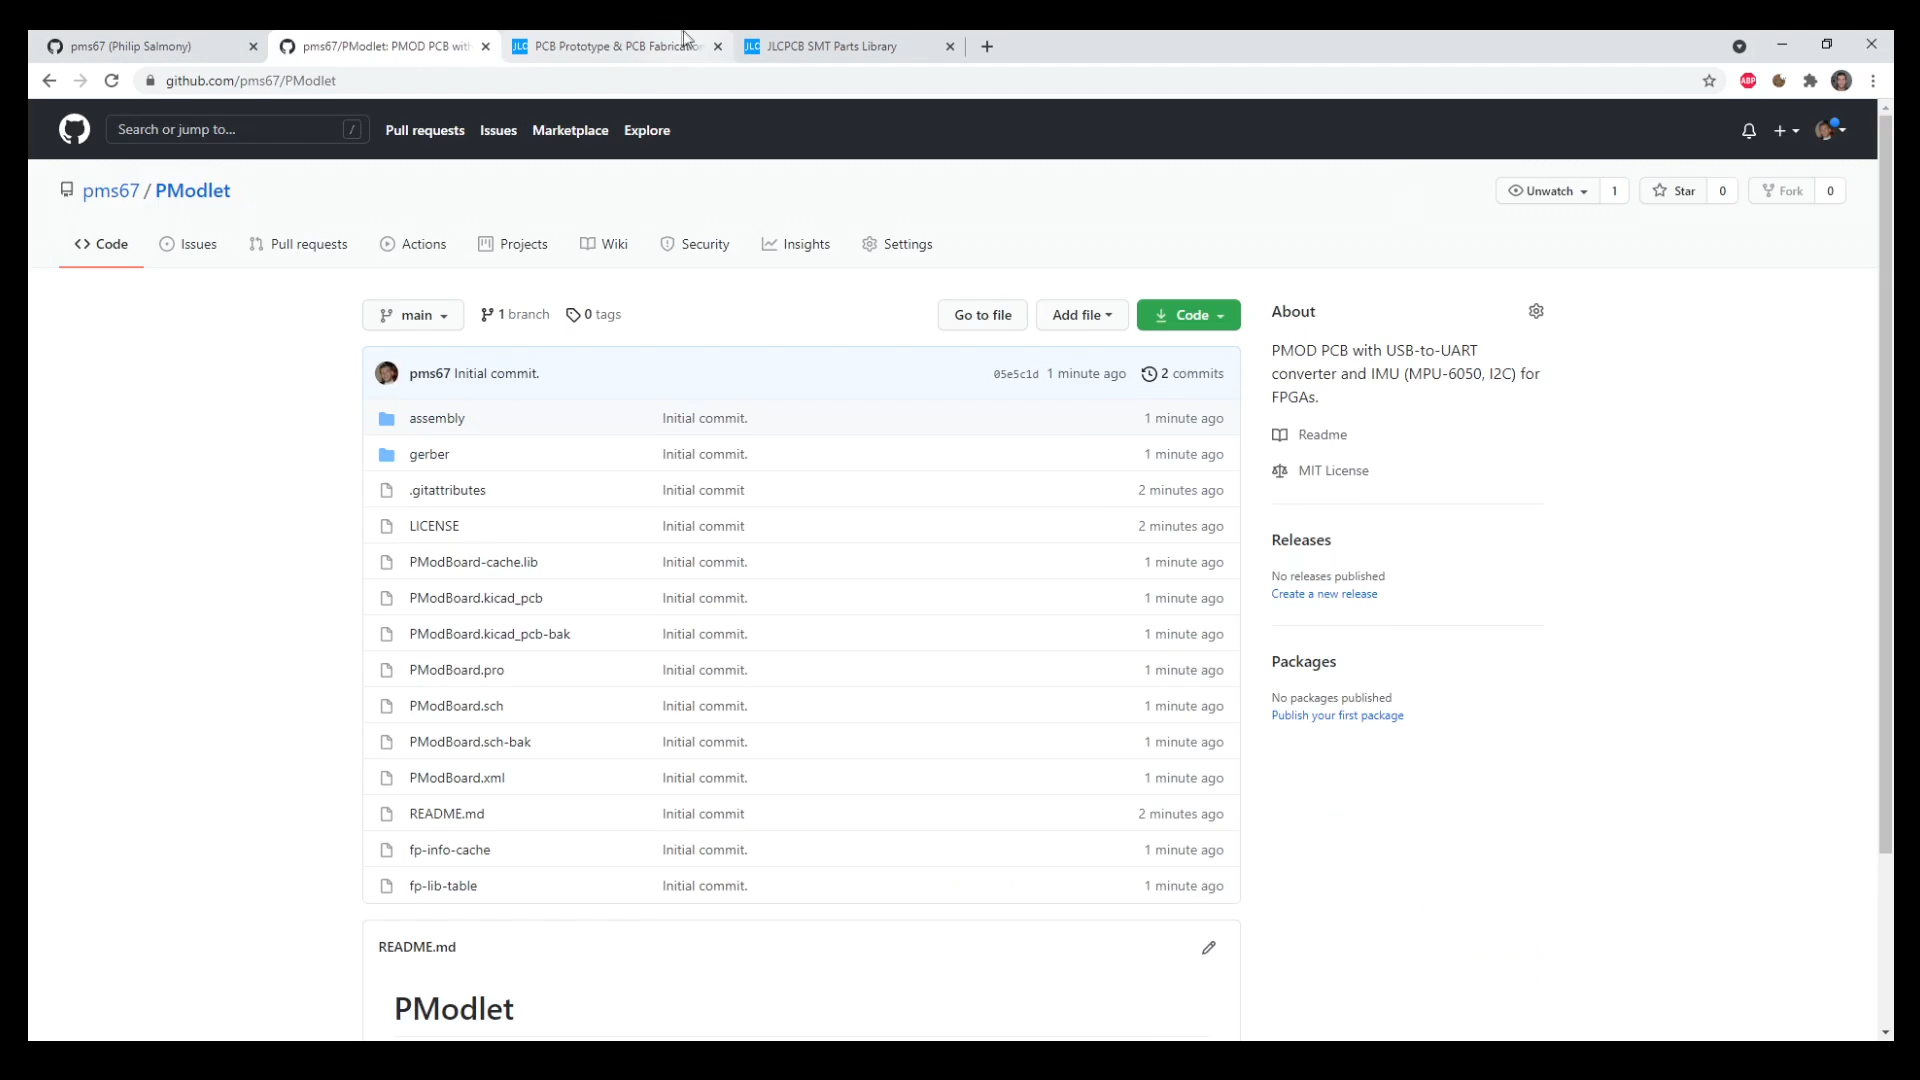 pms67 (Philip Salmony)
pms67/PModlet: PMOD PCB with
JLC PCB Prototype & PCB Fabrication
JLC JLCPCB SMT Parts Library
github.com/pms67/PModlet
ABP
Search or jump to...
/
Pull requests
Issues
Marketplace
Explore
pms67 / PModlet
Unwatch 1
Star 0
Fork 0
Code
Issues
Pull requests
Actions
Projects
Wiki
Security
Insights
Settings
main
1 branch
0 tags
Go to file
Add file
Code
pms67 Initial commit. 05e5c1d 1 minute ago 2 commits
assembly Initial commit. 1 minute ago
gerber Initial commit. 1 minute ago
.gitattributes Initial commit 2 minutes ago
LICENSE Initial commit 2 minutes ago
PModBoard-cache.lib Initial commit. 1 minute ago
PModBoard.kicad_pcb Initial commit. 1 minute ago
PModBoard.kicad_pcb-bak Initial commit. 1 minute ago
PModBoard.pro Initial commit. 1 minute ago
PModBoard.sch Initial commit. 1 minute ago
PModBoard.sch-bak Initial commit. 1 minute ago
PModBoard.xml Initial commit. 1 minute ago
README.md Initial commit 2 minutes ago
fp-info-cache Initial commit. 1 minute ago
fp-lib-table Initial commit. 1 minute ago
README.md
PModlet
About
PMOD PCB with USB-to-UART
converter and IMU (MPU-6050, I2C) for
FPGAs.
Readme
MIT License
Releases
No releases published
Create a new release
Packages
No packages published
Publish your first package